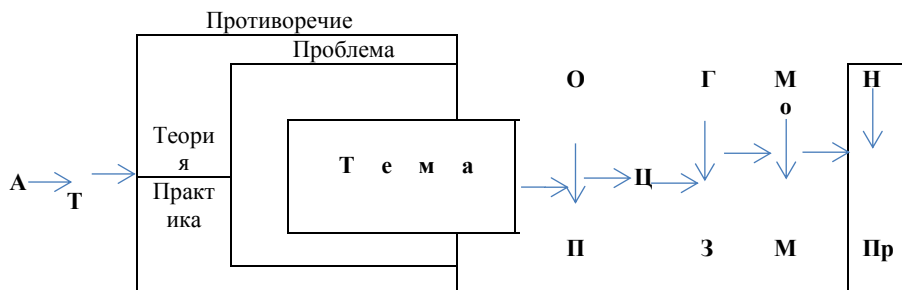 Противоречие
Проблема
О
Г
М
о
Н
Теори
я
Т е м а
А
Т
Практ
ика
Ц
П
З
М
Пр